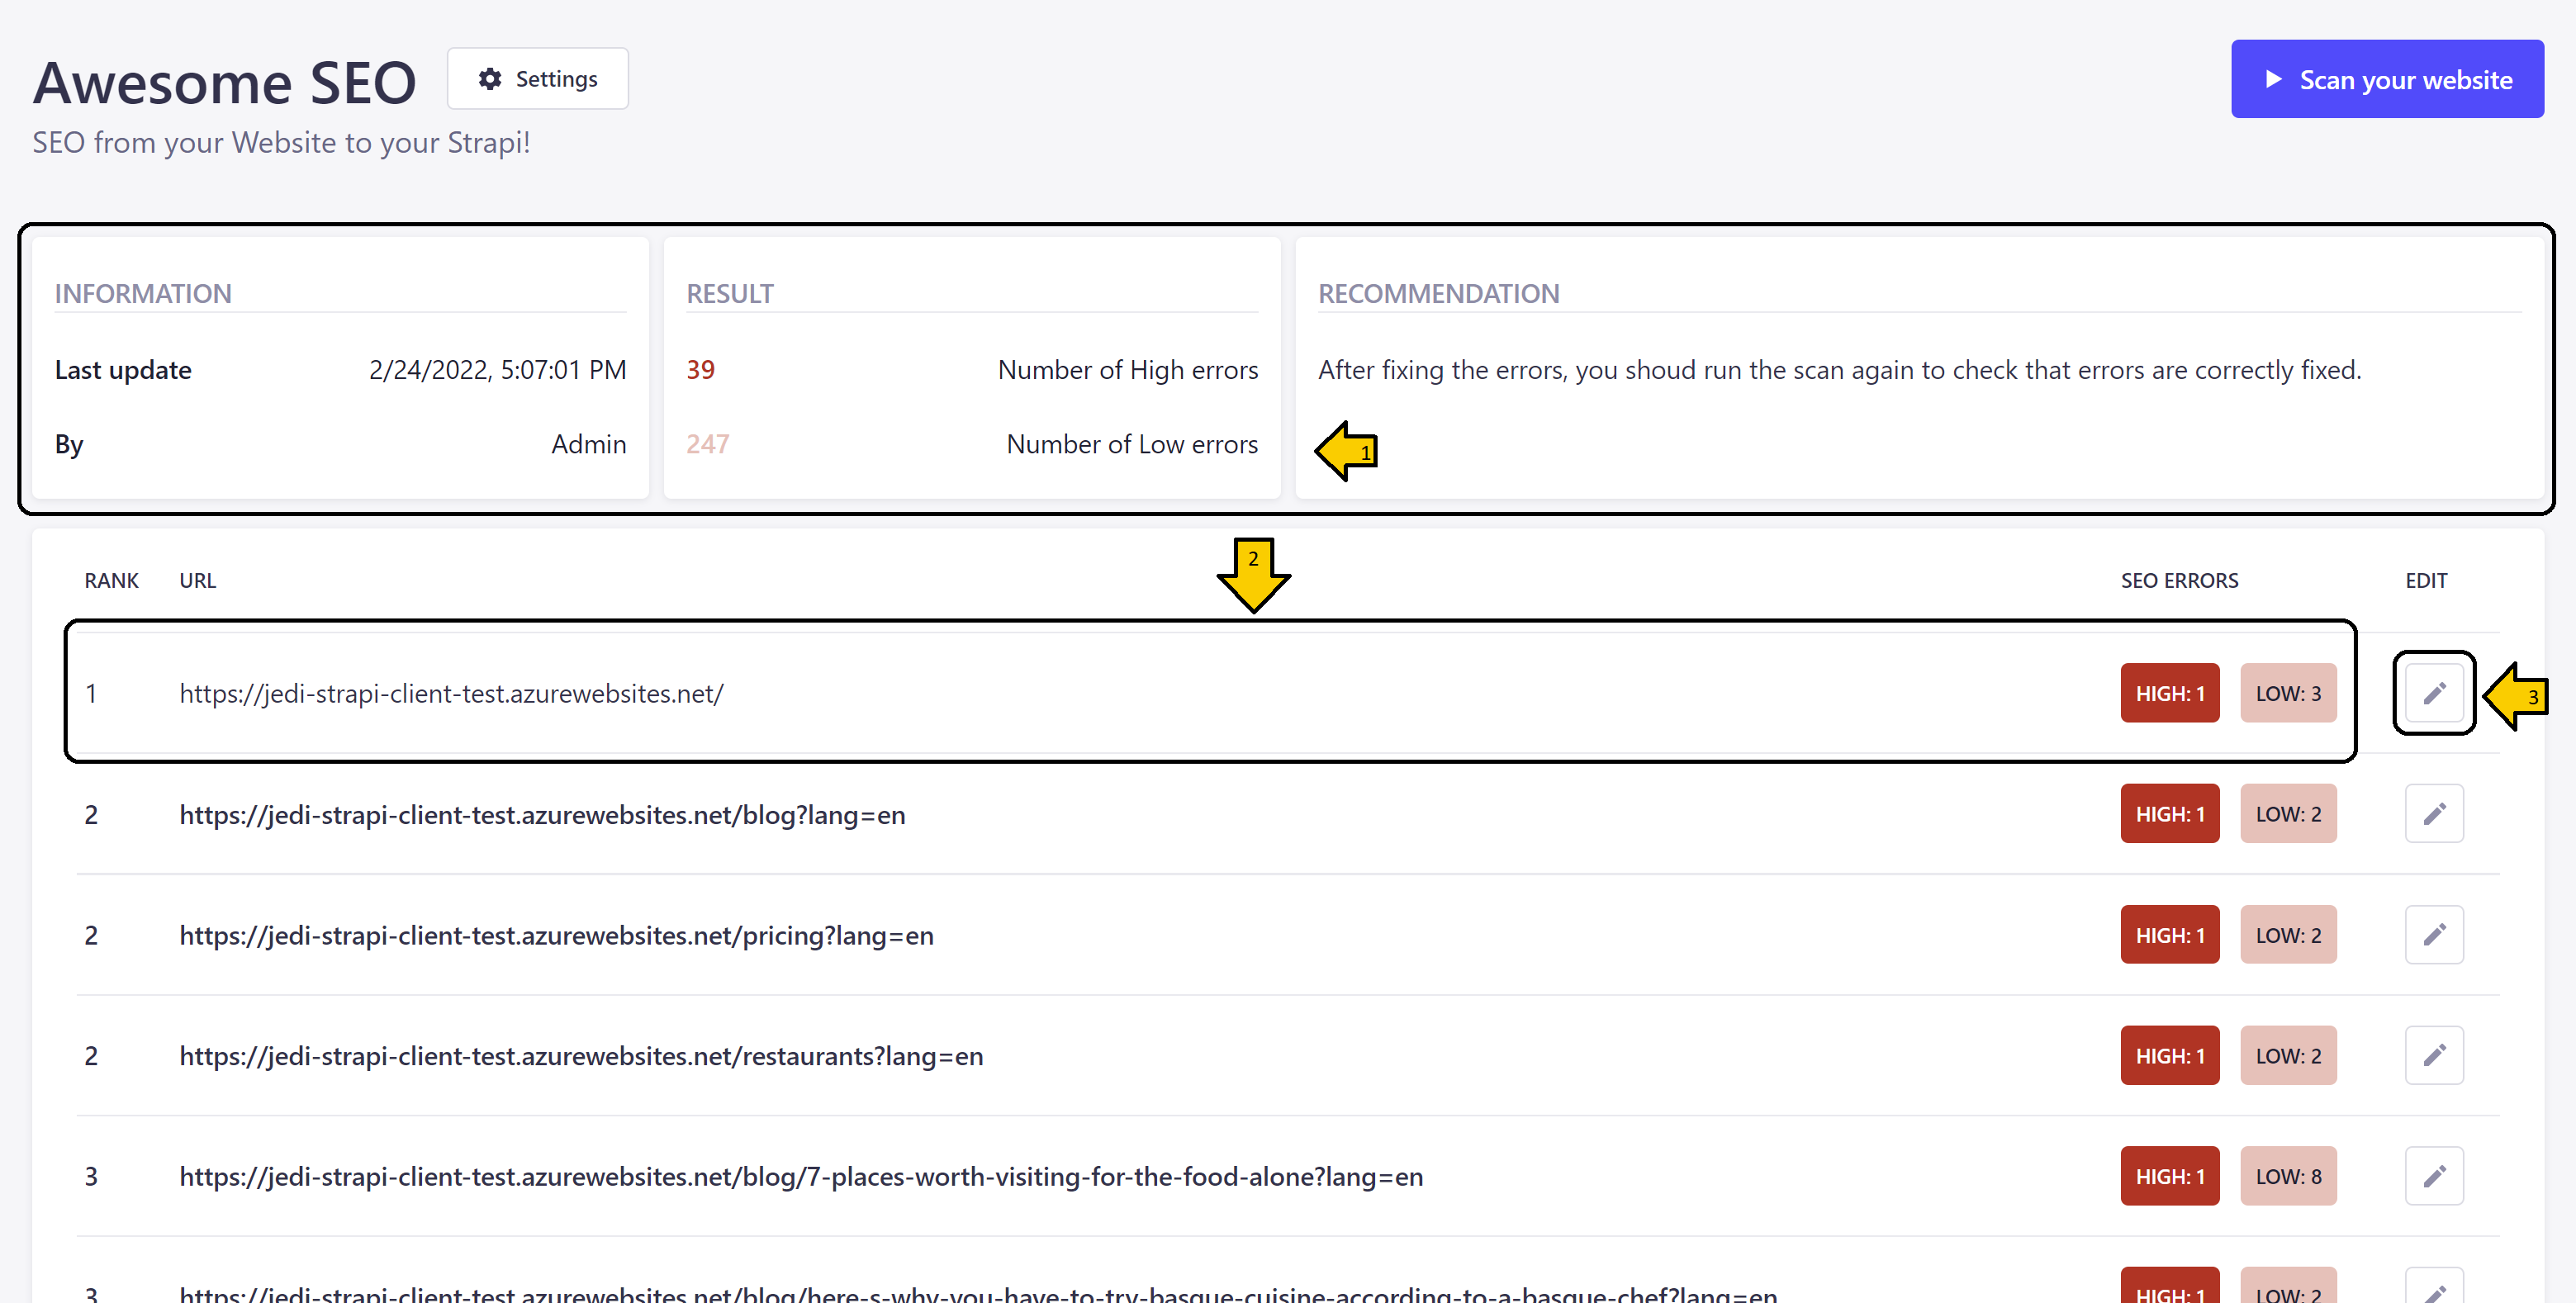 Awesome SEO
Settings
Scan your website
SEO from your Website to your Strapi!
INFORMATION
RESULT
RECOMMENDATION
Last update 2/24/2022, 5:07:01 PM
39 Number of High errors
After fixing the errors, you shoud run the scan again to check that errors are correctly fixed.
By Admin
247 Number of Low errors
1
2
RANK URL SEO ERRORS EDIT
1 https://jedi-strapi-client-test.azurewebsites.net/ HIGH: 1 LOW: 3
3
2 https://jedi-strapi-client-test.azurewebsites.net/blog?lang=en HIGH: 1 LOW: 2
2 https://jedi-strapi-client-test.azurewebsites.net/pricing?lang=en HIGH: 1 LOW: 2
2 https://jedi-strapi-client-test.azurewebsites.net/restaurants?lang=en HIGH: 1 LOW: 2
3 https://jedi-strapi-client-test.azurewebsites.net/blog/7-places-worth-visiting-for-the-food-alone?lang=en HIGH: 1 LOW: 8
3 https://jedi-strapi-client-test.azurewebsites.net/blog/here-s-why-you-have-to-try-basque-cuisine-according-to-a-basque-chef?lang=en HIGH: 1 LOW: 2